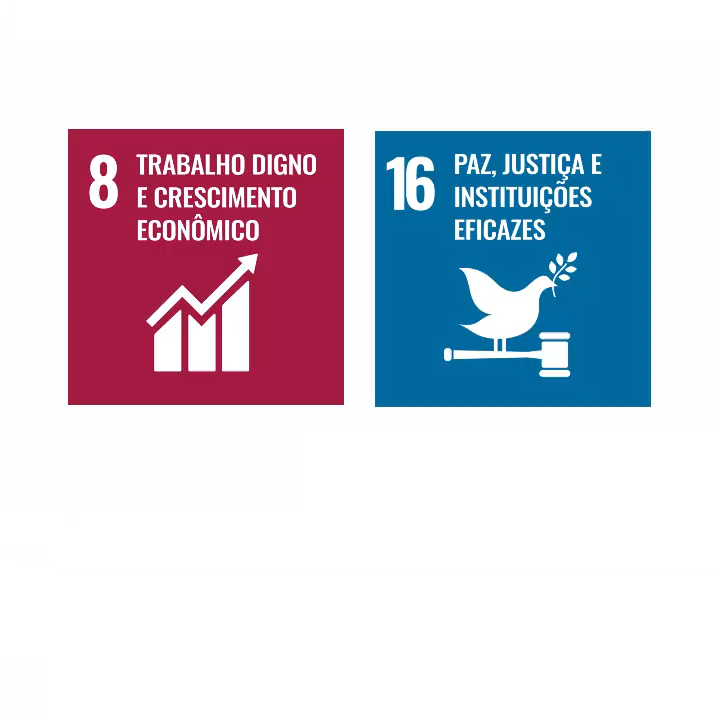 8
TRABALHO DIGNO
E CRESCIMENTO
ECONÔMICO
16
PAZ, JUSTIÇA E
INSTITUIÇÕES
EFICAZES